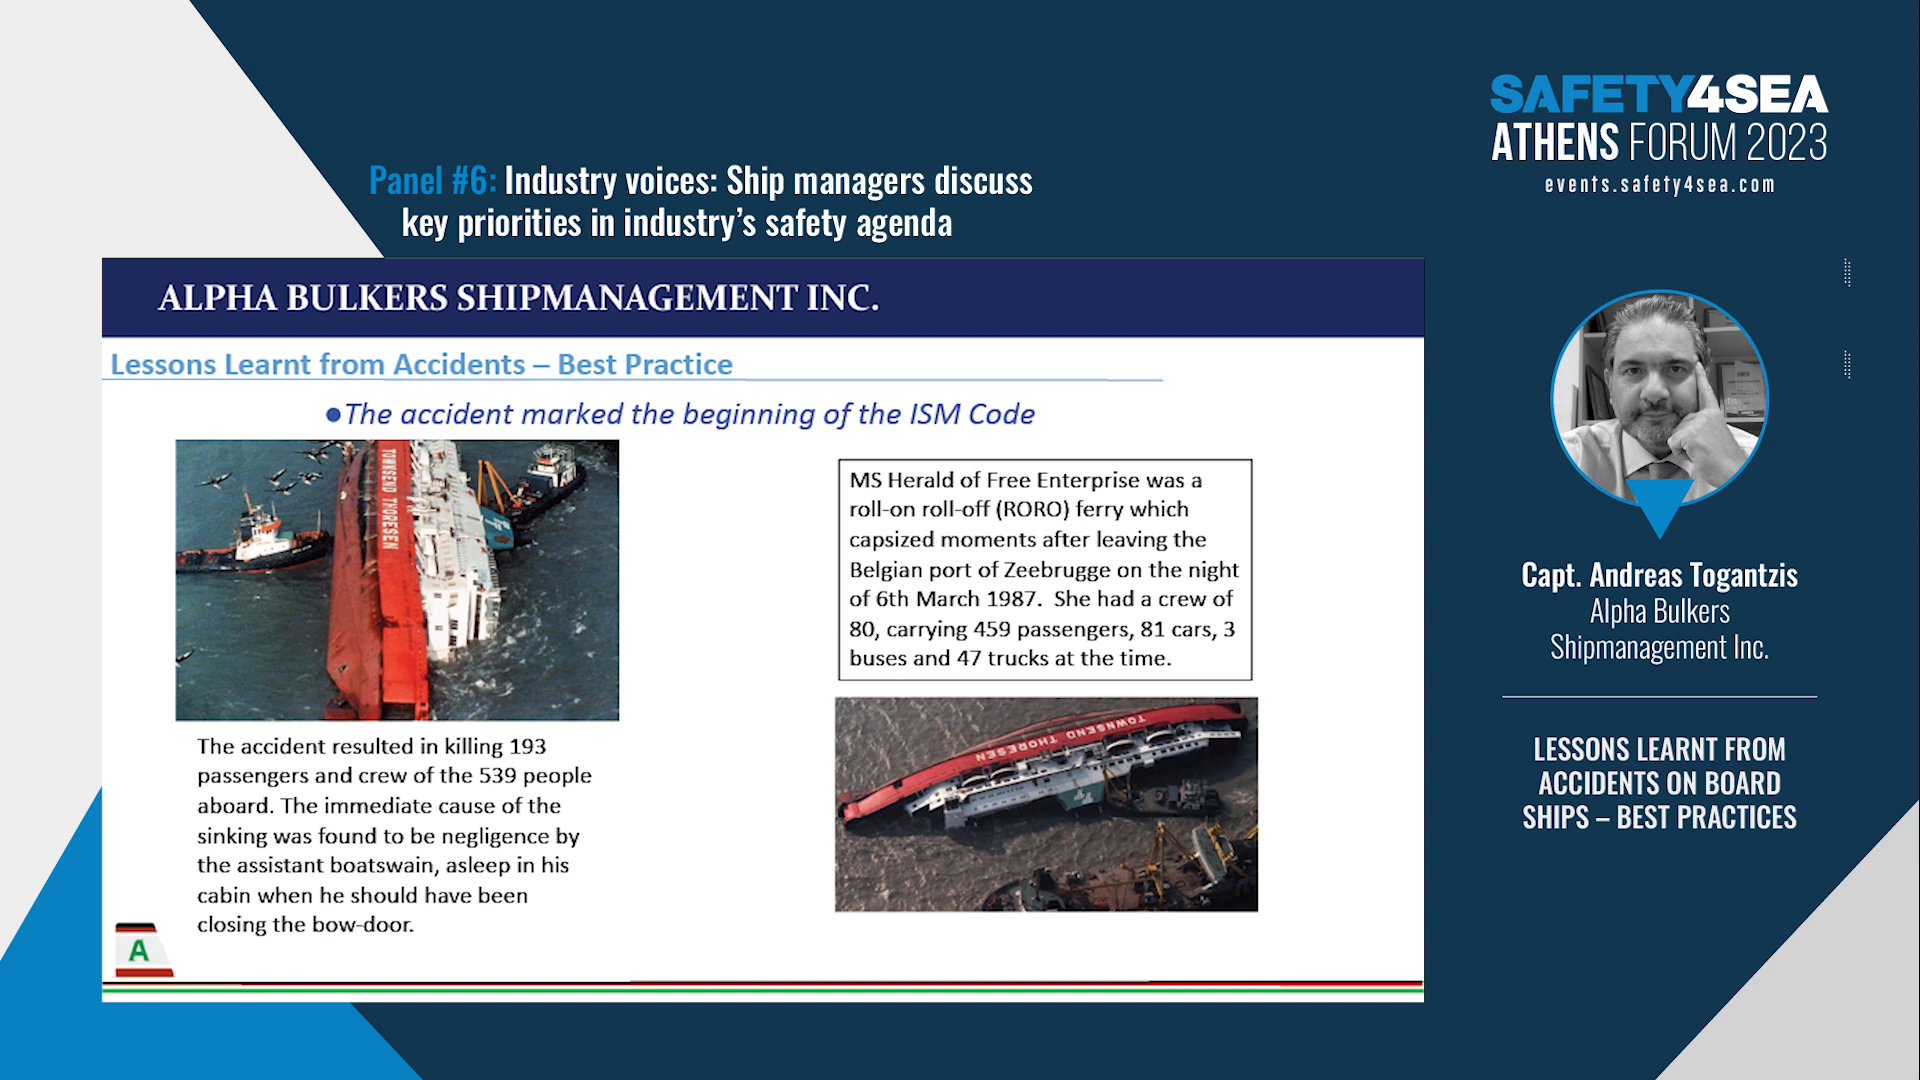 SAFETY4SEA
ATHENS FORUM 2023
events.safety4sea.com
Panel #6: Industry voices: Ship managers discuss
key priorities in industry's safety agenda
ALPHA BULKERS SHIPMANAGEMENT INC.
Lessons Learnt from Accidents – Best Practice
●The accident marked the beginning of the ISM Code
TOWNSEND THORESEN
The accident resulted in killing 193
passengers and crew of the 539 people
aboard. The immediate cause of the
sinking was found to be negligence by
the assistant boatswain, asleep in his
cabin when he should have been
closing the bow-door.
MS Herald of Free Enterprise was a
roll-on roll-off (RORO) ferry which
capsized moments after leaving the
Belgian port of Zeebrugge on the night
of 6th March 1987. She had a crew of
80, carrying 459 passengers, 81 cars, 3
buses and 47 trucks at the time.
TOWNSEND THORESEN
A
Capt. Andreas Togantzis
Alpha Bulkers
Shipmanagement Inc.
LESSONS LEARNT FROM
ACCIDENTS ON BOARD
SHIPS – BEST PRACTICES